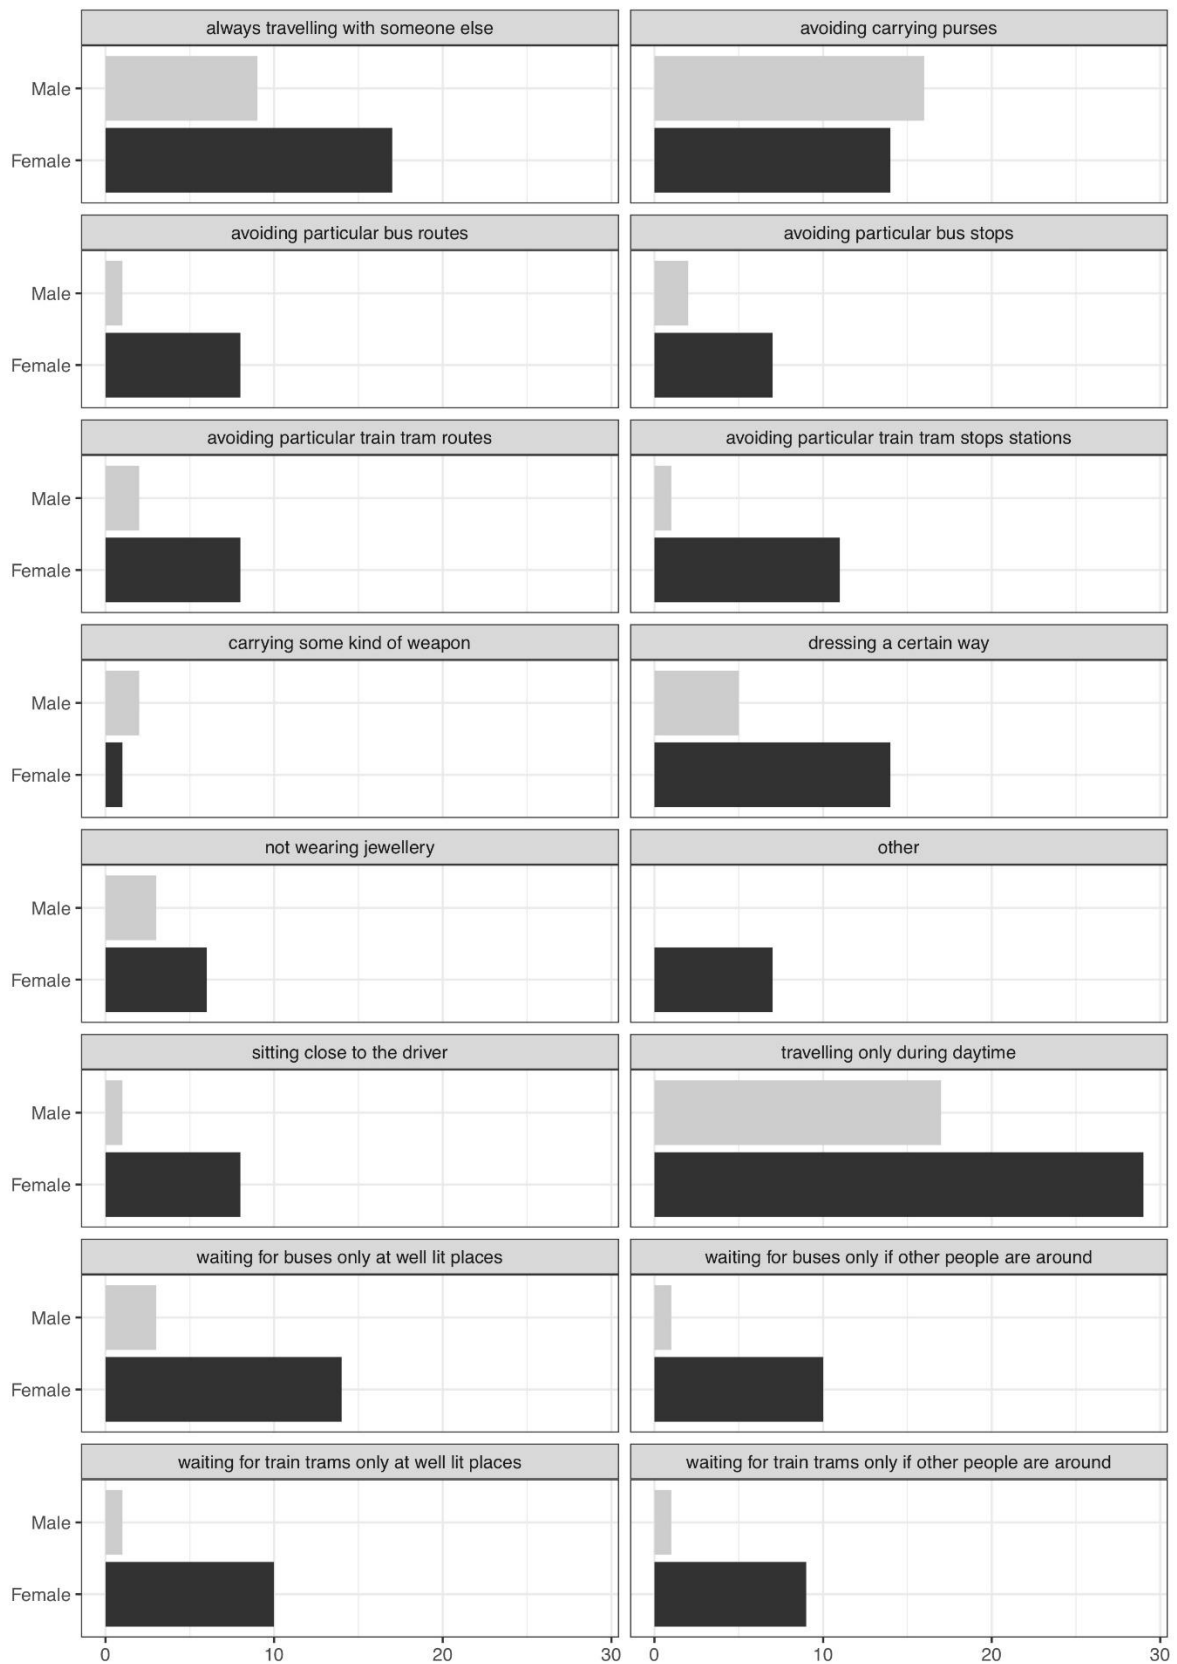 always travelling with someone else
avoiding carrying purses
Male
Female
avoiding particular bus routes
avoiding particular bus stops
Male
Female
avoiding particular train tram routes
avoiding particular train tram stops stations
Male
Female
carrying some kind of weapon
dressing a certain way
Male
Female
not wearing jewellery
other
Male
Female
sitting close to the driver
travelling only during daytime
Male
Female
waiting for buses only at well lit places
waiting for buses only if other people are around
Male
Female
waiting for train trams only at well lit places
waiting for train trams only if other people are around
Male
Female
0 10 20 30
0 10 20 30